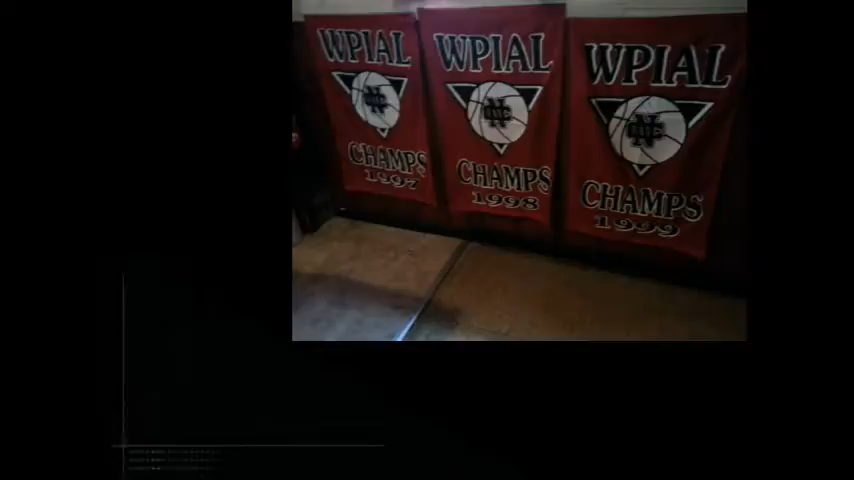 WPIAL
NC
CHAMPS
1997
WPIAL
NC
CHAMPS
1998
WPIAL
NC
CHAMPS
1999